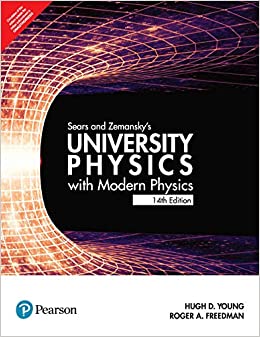 Sears and Zemansky's
UNIVERSITY
PHYSICS
with Modern Physics
14th Edition
Pearson
HUGH D. YOUNG
ROGER A. FREEDMAN